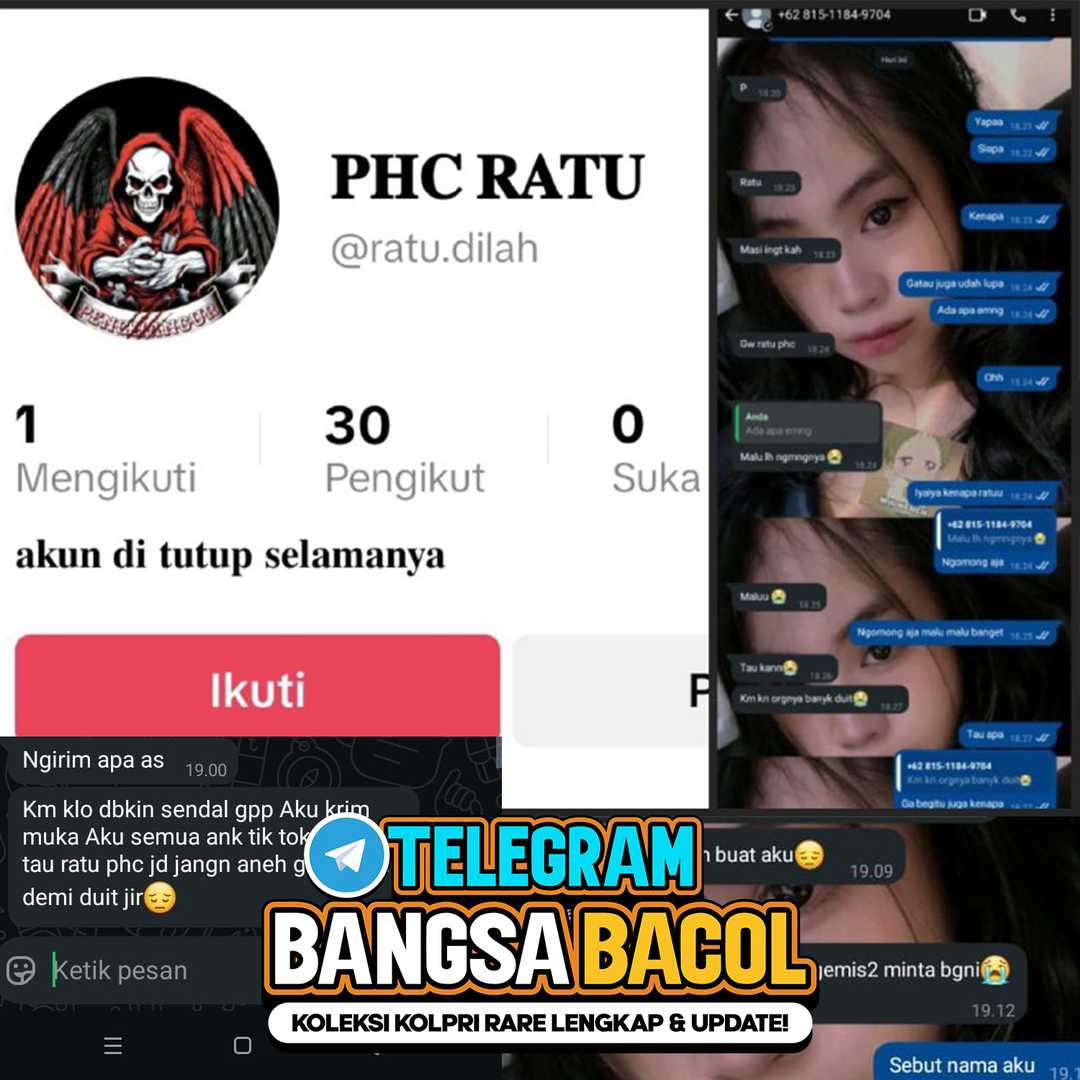 PHC RATU
@ratu.dilah
1
Mengikuti
30
Pengikut
0
Suka
akun di tutup selamanya
Ikuti
P
+62 815-1184-9704
Hari ini
P 18.20
Yapaa 18.21
Siapa 18.22
Ratu 18.23
Kenapa 18.23
Masi ingt kah 18.23
Gatau juga udah lupa 18.24
Ada apa emng 18.24
Gw ratu phc 18.24
Ohh 18.24
Anda
Ada apa emng
Malu lh ngmngnya 😭 18.24
Iyaiya kenapa ratuu 18.24
+62 815-1184-9704
Malu lh ngmngnya 😭
Ngomong aja 18.24
Maluu 😭 18.25
Ngomong aja malu malu banget 18.25
Tau kann😭 18.26
Km kn orgnya banyk duit😭 18.27
Tau apa 18.27
+62 815-1184-9704
Km kn orgnya banyk duit😭
Ga begitu juga kenapa 18.27
Ngirim apa as 19.00
Km klo dbkin sendal gpp Aku krim
muka Aku semua ank tik tok
tau ratu phc jd jangn aneh g
demi duit jir😔
Ketik pesan
buat aku😔
19.09
gemis2 minta bgni😭
19.12
Sebut nama aku
TELEGRAM
BANGSA BACOL
KOLEKSI KOLPRI RARE LENGKAP & UPDATE!